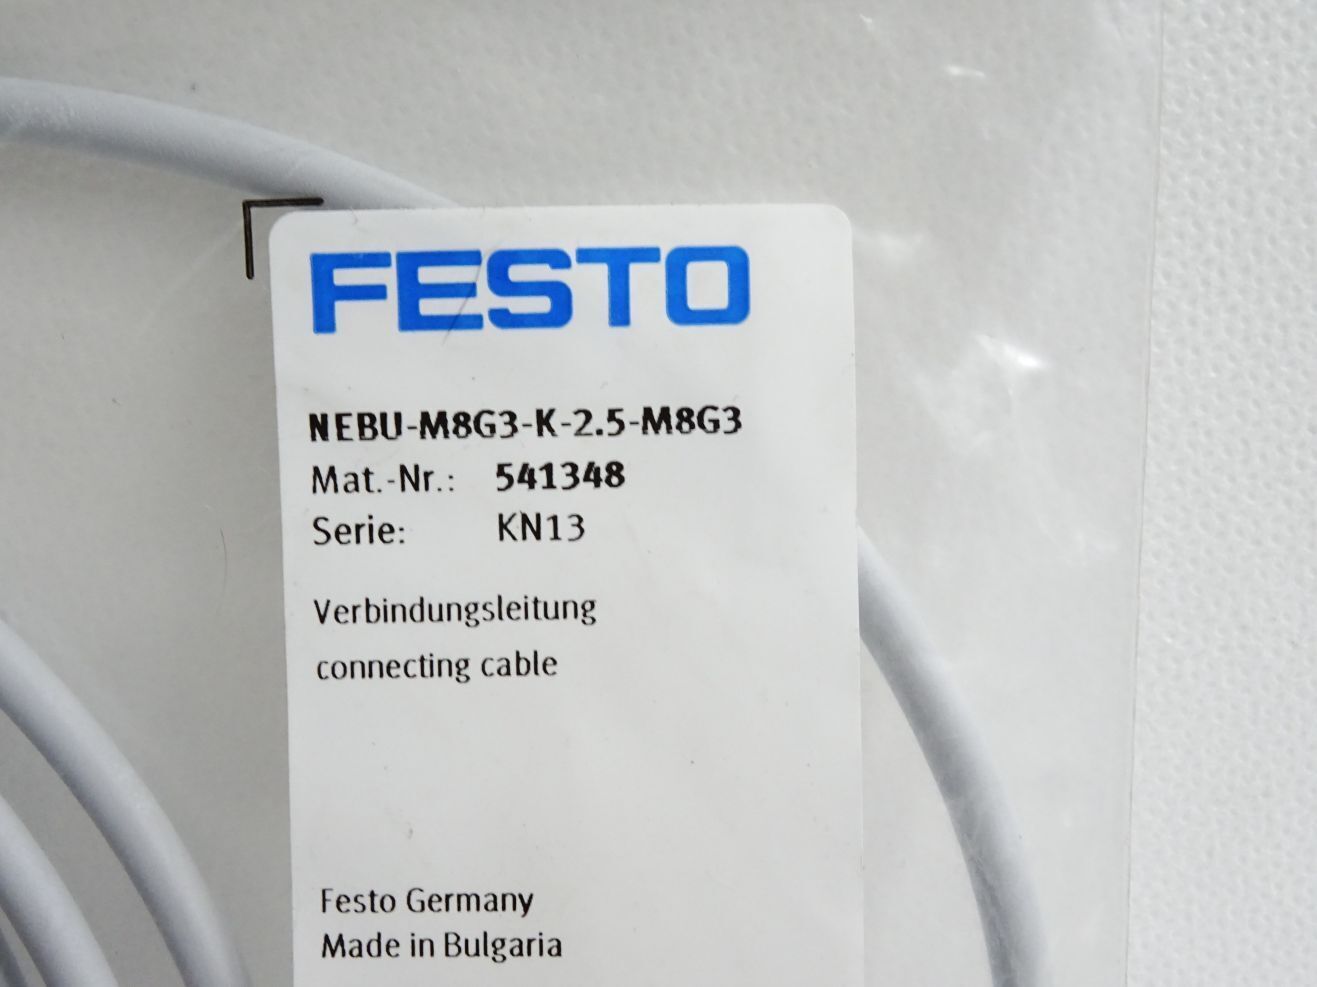 FESTO
NEBU-M8G3-K-2.5-M8G3
Mat.-Nr.: 541348
Serie: KN13
Verbindungsleitung
connecting cable
Festo Germany
Made in Bulgaria